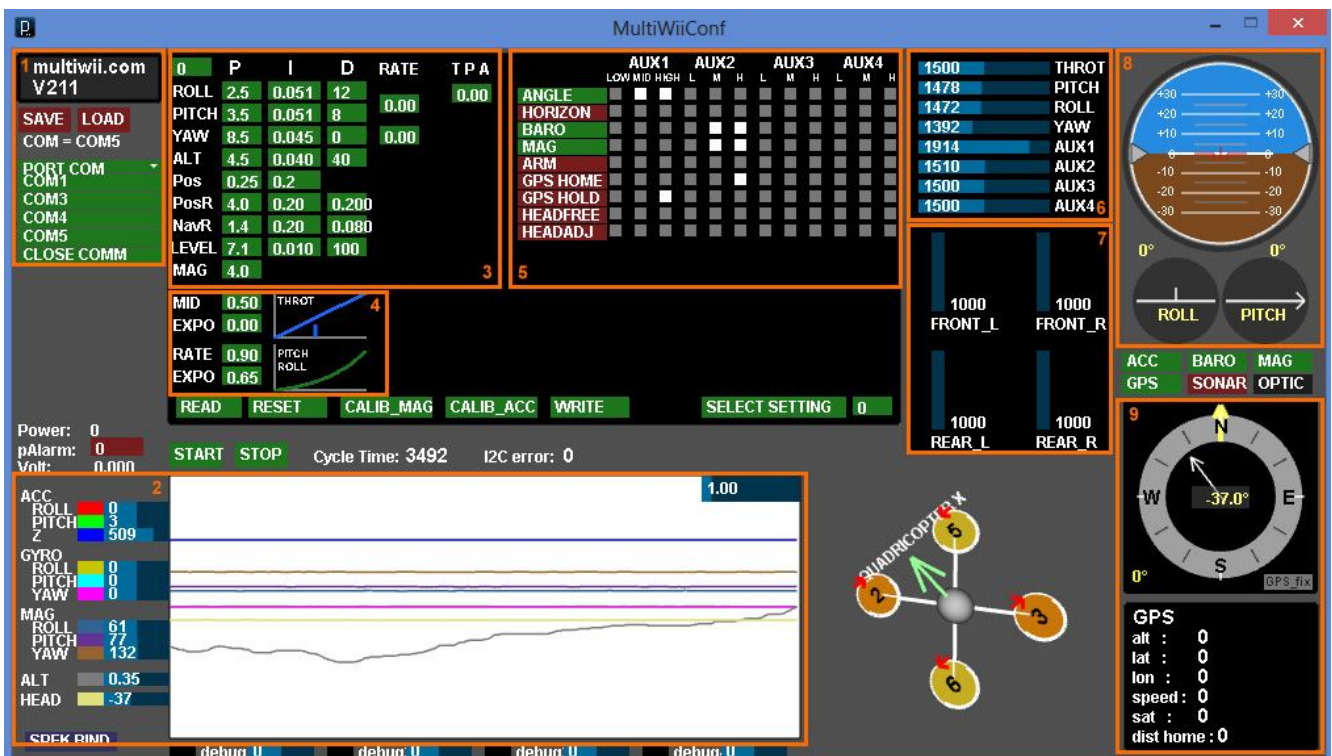 MultiWiiConf
1
multiwii.com
V211
SAVE LOAD
COM = COM5
PORT COM
COM1
COM3
COM4
COM5
CLOSE COMM
0 P I D RATE T P A
ROLL 2.5 0.051 12
0.00
0.00
PITCH 3.5 0.051 8
YAW 8.5 0.045 0 0.00
ALT 4.5 0.040 40
Pos 0.25 0.2
PosR 4.0 0.20 0.200
NavR 1.4 0.20 0.080
LEVEL 7.1 0.010 100
MAG 4.0
3
MID 0.50
EXPO 0.00
THROT
4
RATE 0.90
EXPO 0.65
PITCH
ROLL
AUX1 AUX2 AUX3 AUX4
LOW MID HIGH L M H L M H L M H
ANGLE
HORIZON
BARO
MAG
ARM
GPS HOME
GPS HOLD
HEADFREE
HEADADJ
5
READ RESET CALIB_MAG CALIB_ACC WRITE SELECT SETTING 0
1500 THROT
1478 PITCH
1472 ROLL
1392 YAW
1914 AUX1
1510 AUX2
1500 AUX3
1500 AUX4
6
7
1000
FRONT_L
1000
FRONT_R
1000
REAR_L
1000
REAR_R
8
+30 +30
+20 +20
+10 +10
0 0
-10 -10
-20 -20
-30 -30
0° 0°
ROLL PITCH
ACC BARO MAG
GPS SONAR OPTIC
Power: 0
pAlarm: 0
Volt: 0.000
START STOP Cycle Time: 3492 I2C error: 0
2
1.00
ACC
ROLL 0
PITCH 3
Z 509
GYRO
ROLL 0
PITCH 0
YAW 0
MAG
ROLL 61
PITCH 77
YAW 132
ALT 0.35
HEAD -37
SPEK BIND
debug: 0 debug: 0 debug: 0 debug: 0
QUADRICOPTER X
5
2
3
6
9
N
W -37.0° E
S
0°
GPS_fix
GPS
alt : 0
lat : 0
lon : 0
speed : 0
sat : 0
dist home : 0